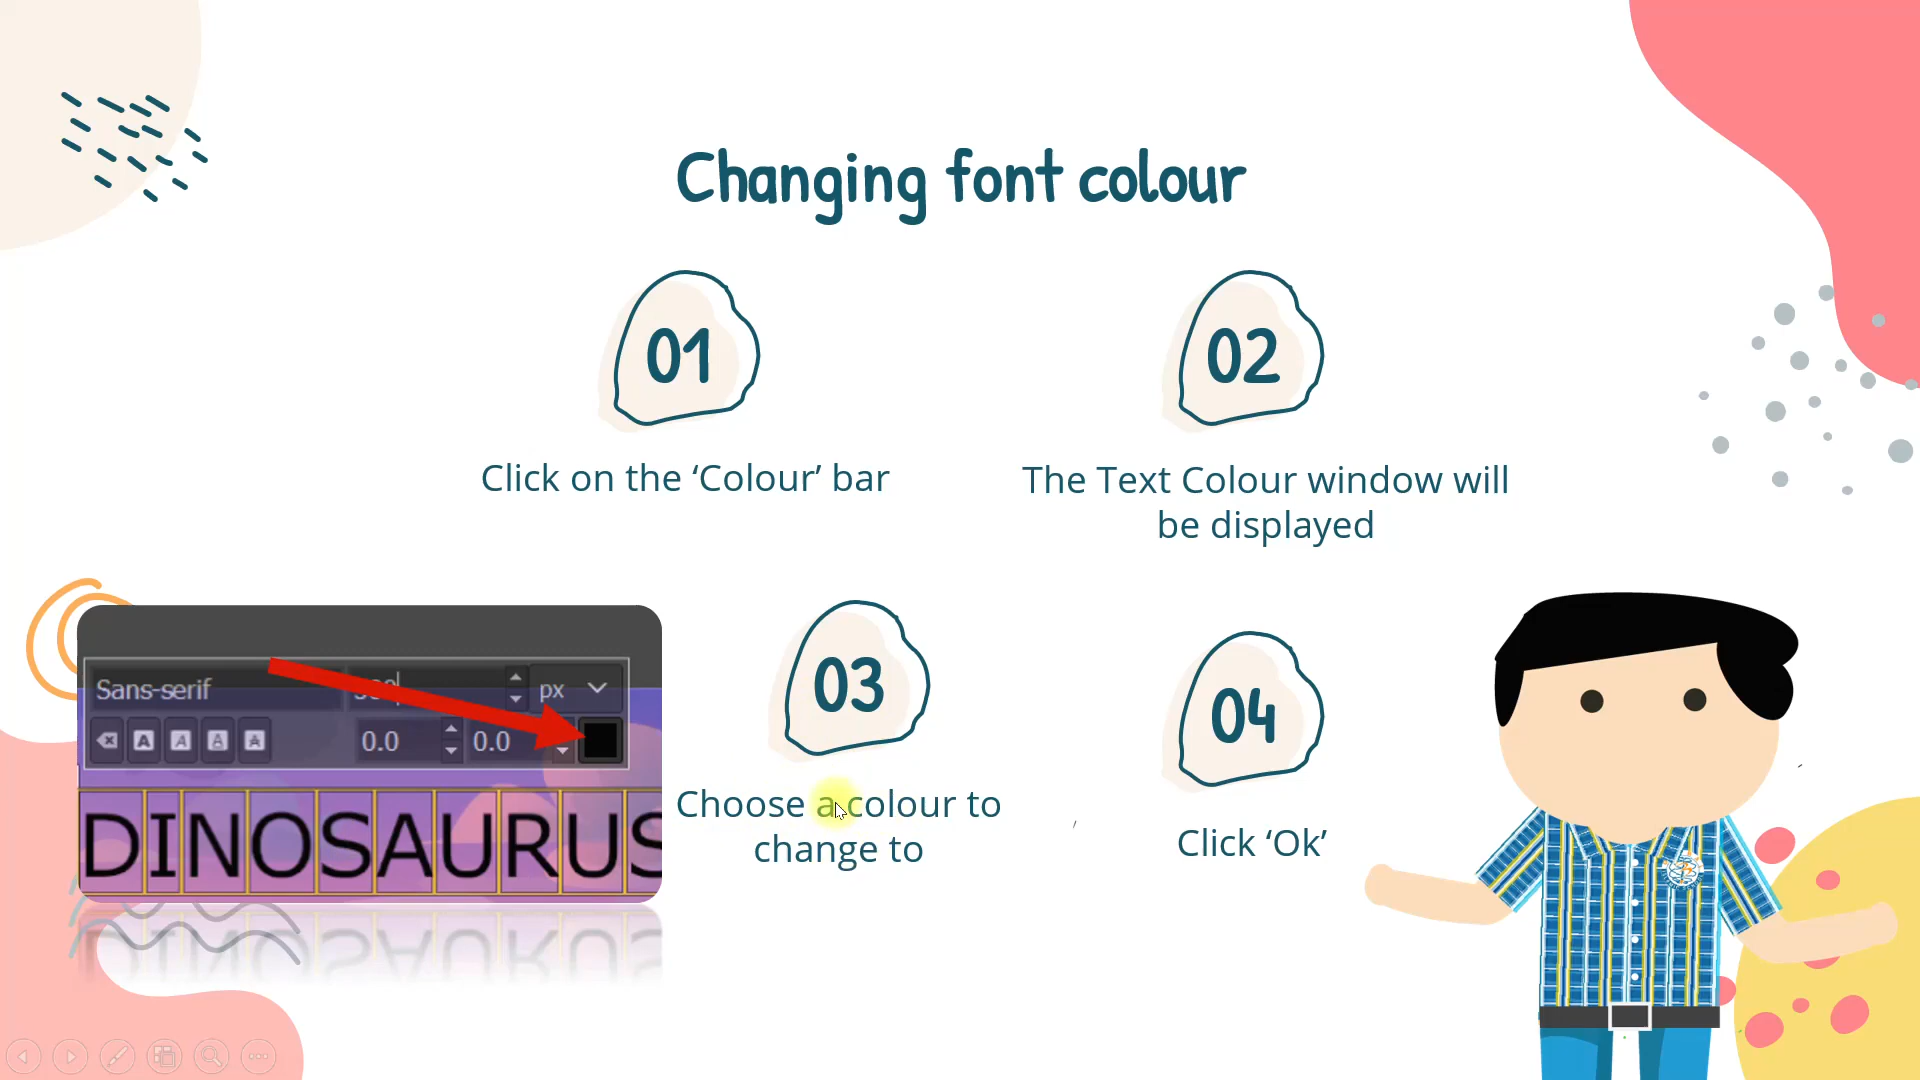 Changing font colour
01
02
Click on the ‘Colour’ bar
The Text Colour window will
be displayed
03
04
Choose a colour to
change to
Click ‘Ok’
Sans-serif
px
0.0 0.0
DINOSAURUS